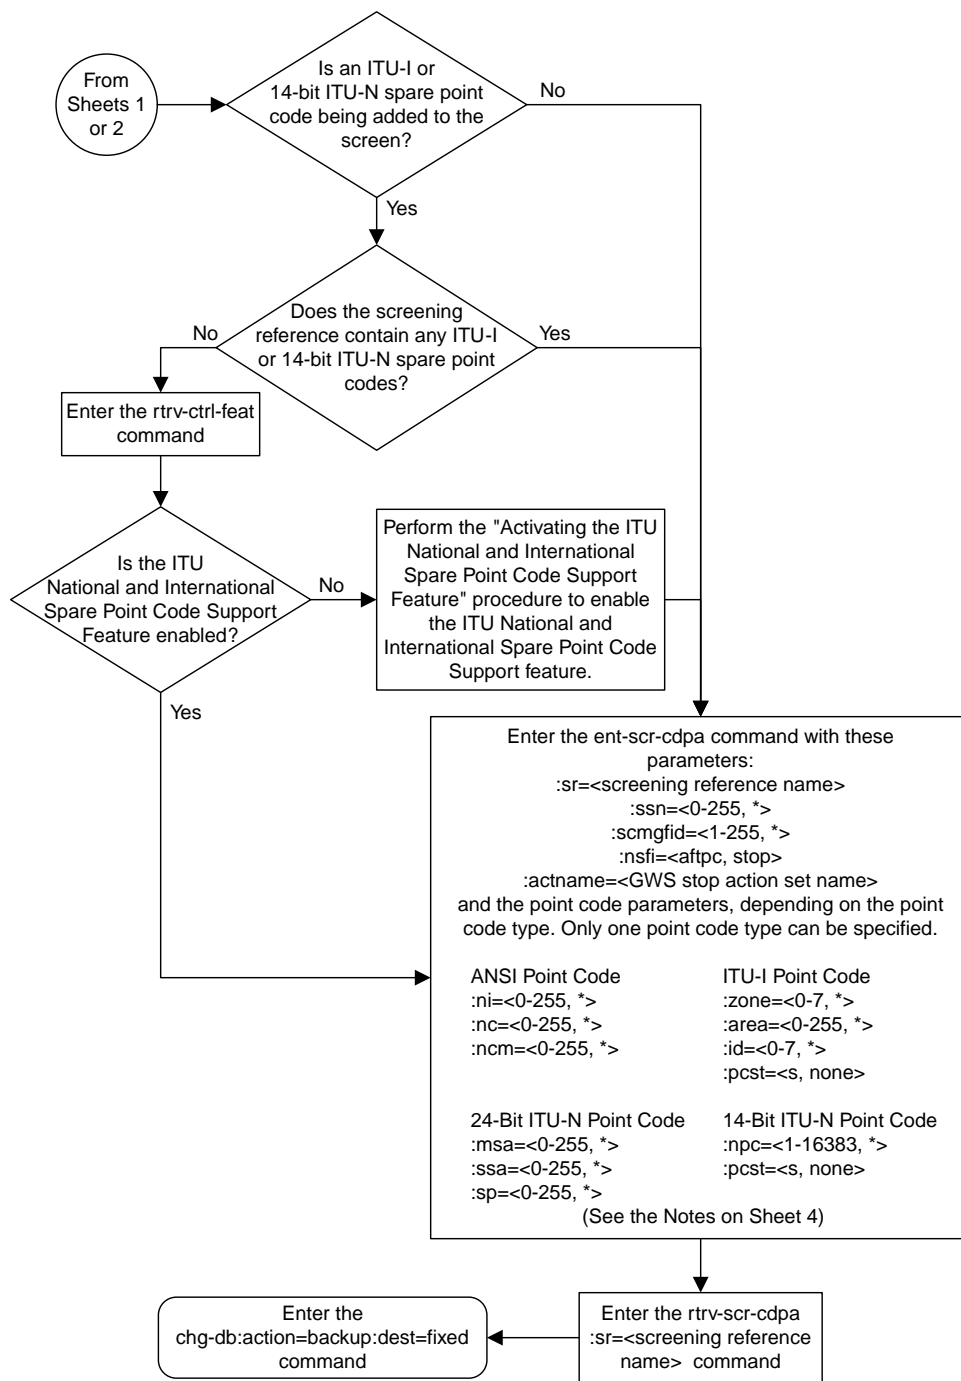 From
Sheets 1
or 2
Is an ITU-I or
14-bit ITU-N spare point
code being added to the
screen?
No
Yes
Does the screening
reference contain any ITU-I
or 14-bit ITU-N spare point
codes?
No
Yes
Enter the rtrv-ctrl-feat
command
Is the ITU
National and International
Spare Point Code Support
Feature enabled?
No
Yes
Perform the "Activating the ITU
National and International
Spare Point Code Support
Feature" procedure to enable
the ITU National and
International Spare Point Code
Support feature.
Enter the ent-scr-cdpa command with these
parameters:
:sr=<screening reference name>
:ssn=<0-255, *>
:scmgfid=<1-255, *>
:nsfi=<aftpc, stop>
:actname=<GWS stop action set name>
and the point code parameters, depending on the point
code type. Only one point code type can be specified.
ANSI Point Code
:ni=<0-255, *>
:nc=<0-255, *>
:ncm=<0-255, *>
ITU-I Point Code
:zone=<0-7, *>
:area=<0-255, *>
:id=<0-7, *>
:pcst=<s, none>
24-Bit ITU-N Point Code
:msa=<0-255, *>
:ssa=<0-255, *>
:sp=<0-255, *>
14-Bit ITU-N Point Code
:npc=<1-16383, *>
:pcst=<s, none>
(See the Notes on Sheet 4)
Enter the rtrv-scr-cdpa
:sr=<screening reference
name> command
Enter the
chg-db:action=backup:dest=fixed
command